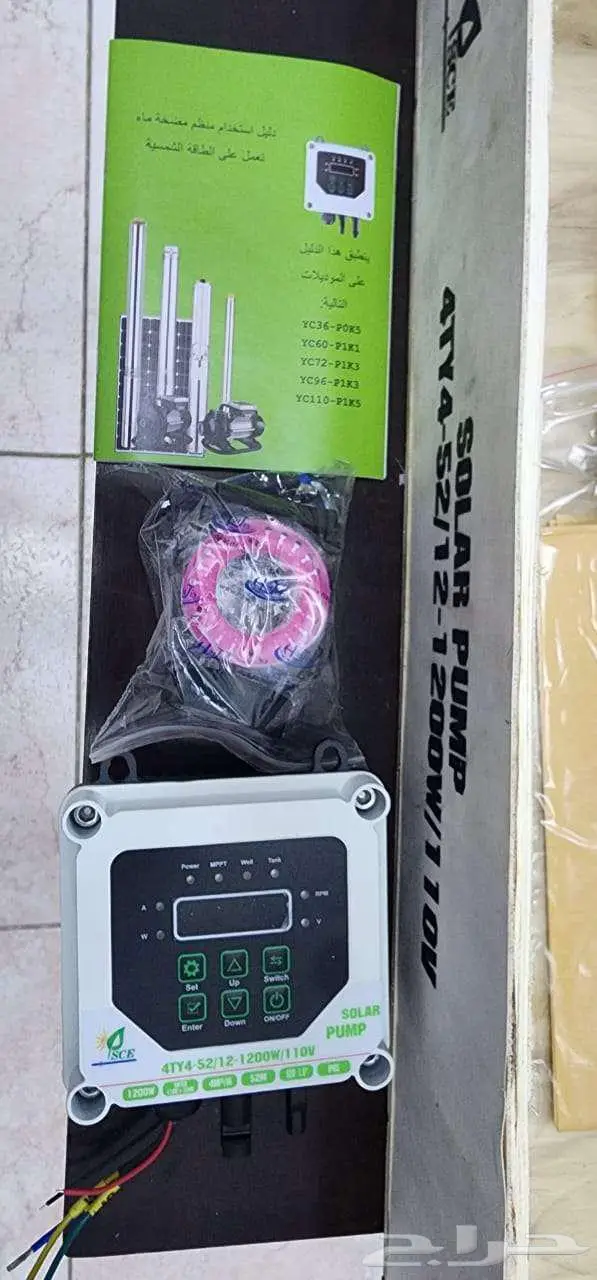 دليل استخدام منظم مضخة ماه
تعمل على الطاقة الشمسية
ينطبق هذا الدليل
على الموديلات
التالية:
YC36-P0K5
YC60-P1K1
YC72-P1K3
YC96-P1K3
YC110-P1K5
SOLAR PUMP
4TY4-52/12-1200W/110V
Power MPPT Well Tank
A
RPM
W
V
Set Up Switch
Enter Down ON/OFF
SCE
SOLAR
PUMP
4TY4-52/12-1200W/110V
1200W
52M
حراج